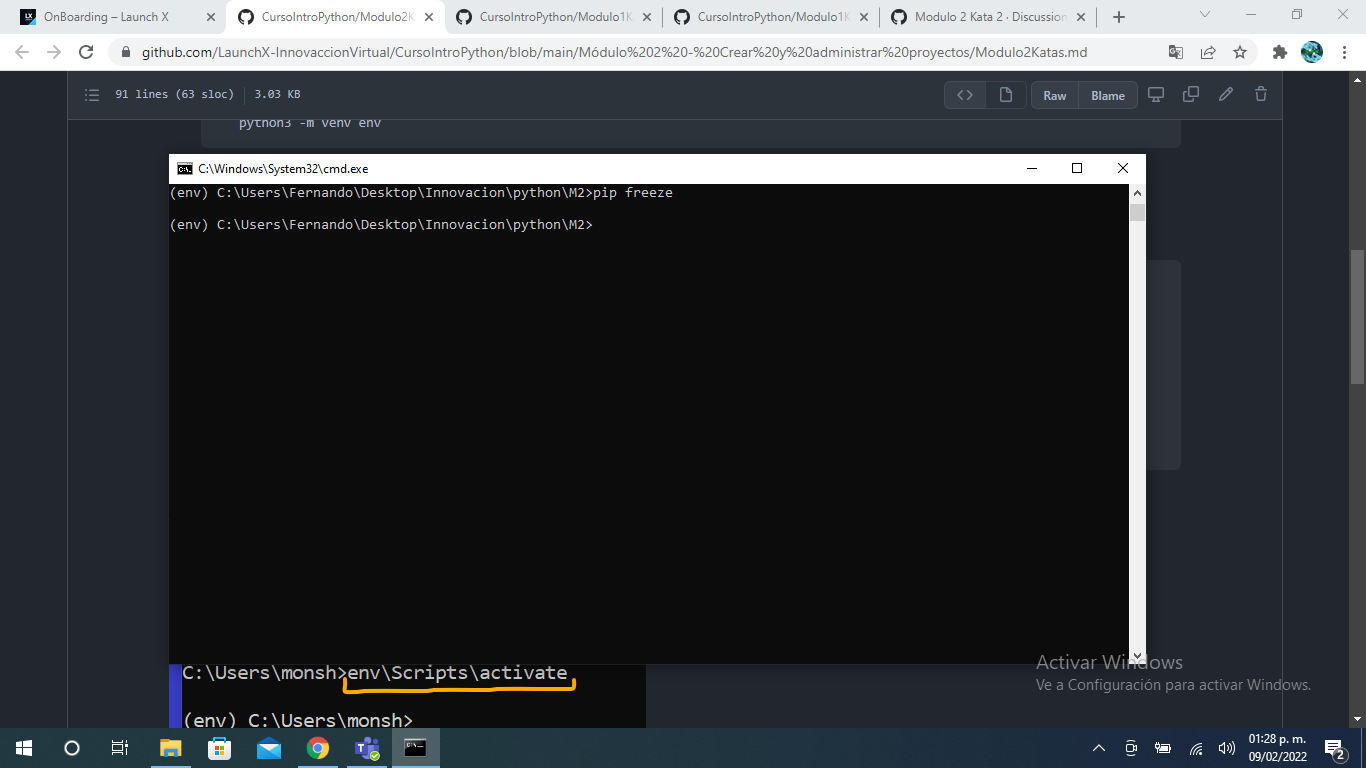 OnBoarding – Launch X
CursoIntroPython/Modulo2K
CursoIntroPython/Modulo1K
CursoIntroPython/Modulo1K
Modulo 2 Kata 2 · Discussion
github.com/LaunchX-InnovaccionVirtual/CursoIntroPython/blob/main/Módulo%202%20-%20Crear%20y%20administrar%20proyectos/Modulo2Katas.md
91 lines (63 sloc) 3.03 KB
Raw Blame
python3 -m venv env
C:\Windows\System32\cmd.exe
(env) C:\Users\Fernando\Desktop\Innovacion\python\M2>pip freeze
(env) C:\Users\Fernando\Desktop\Innovacion\python\M2>
C:\Users\monsh>env\Scripts\activate
(env) C:\Users\monsh>
Activar Windows
Ve a Configuración para activar Windows.
01:28 p. m.
09/02/2022
2